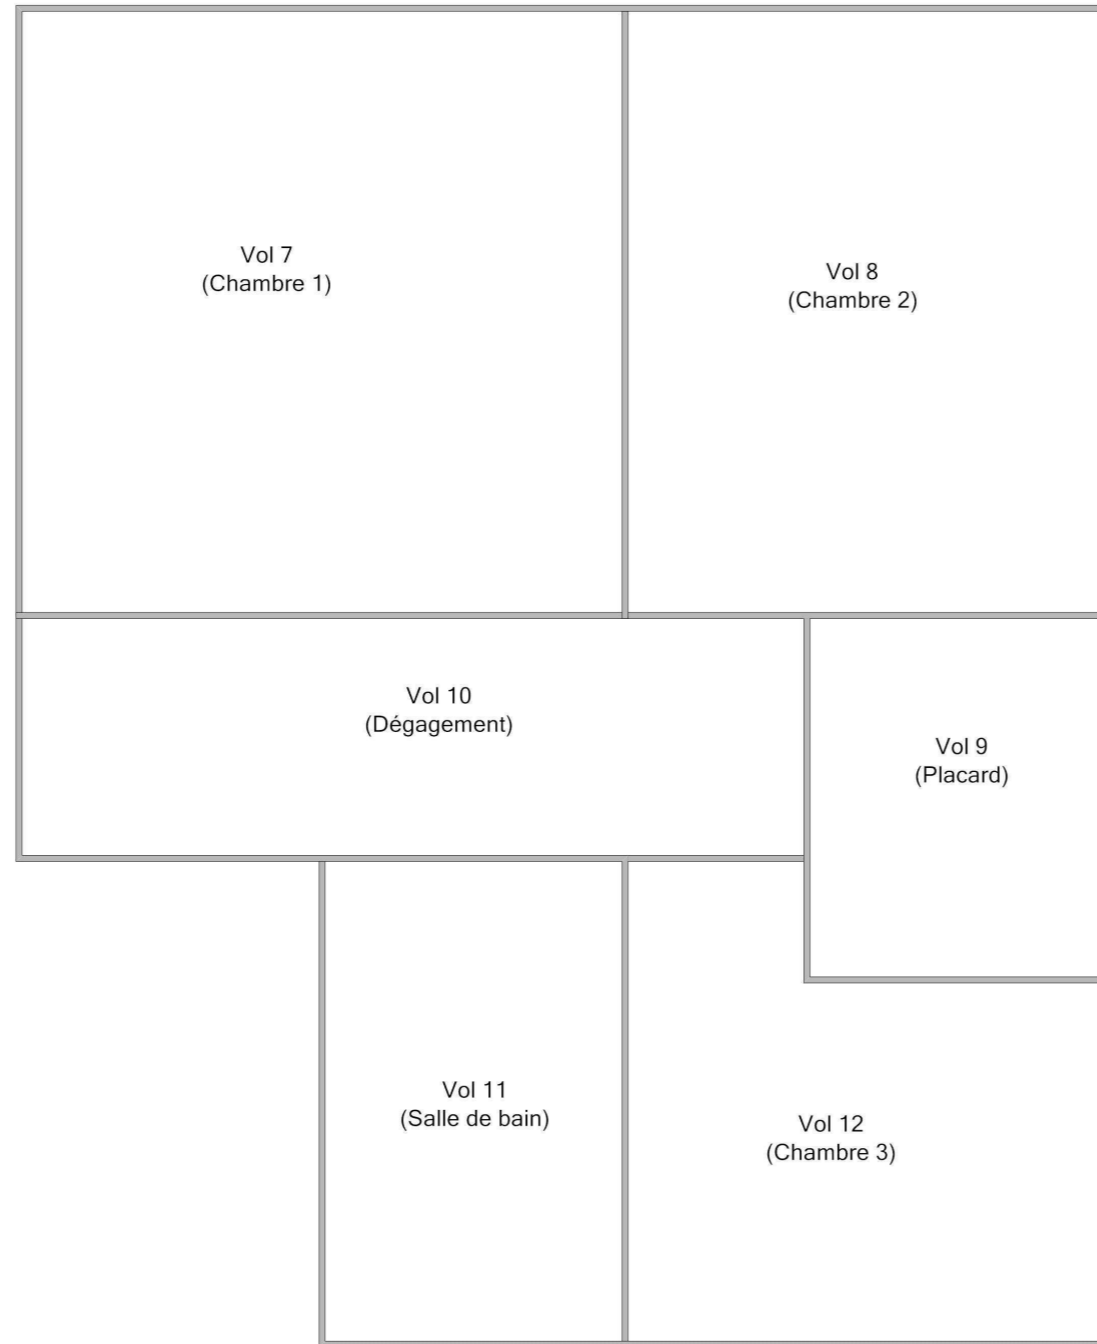 Vol 7
(Chambre 1)
Vol 8
(Chambre 2)
Vol 10
(Dégagement)
Vol 9
(Placard)
Vol 11
(Salle de bain)
Vol 12
(Chambre 3)